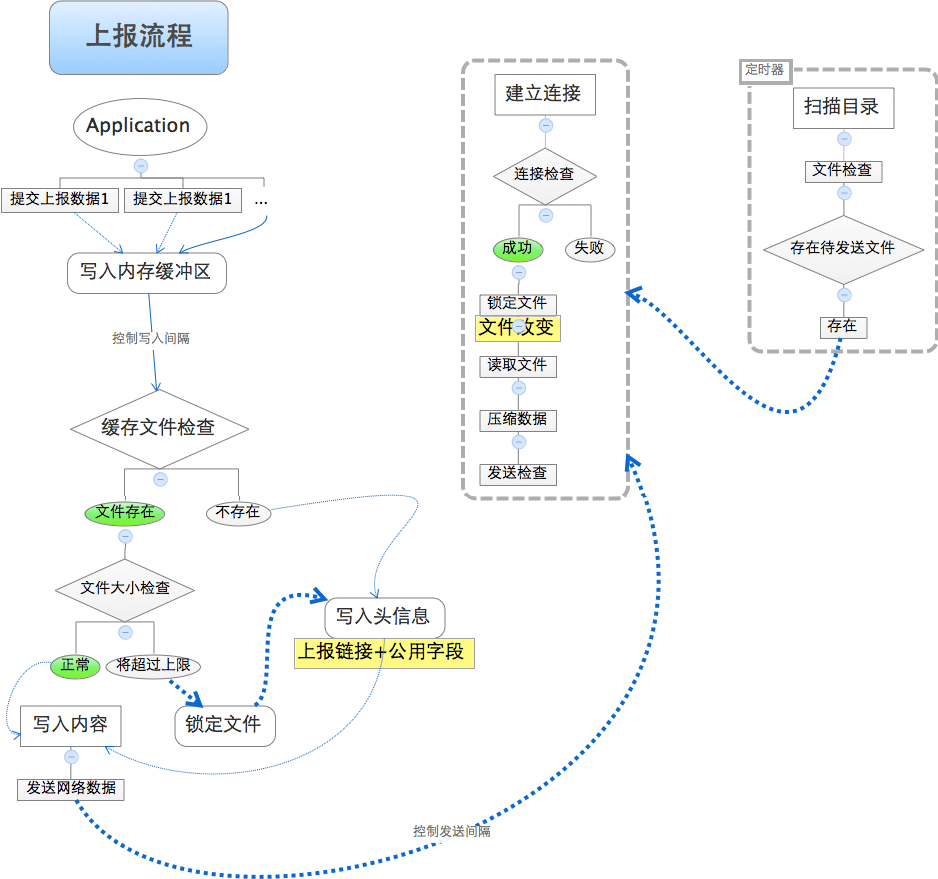 上报流程
Application
提交上报数据1
提交上报数据1
...
写入内存缓冲区
控制写入间隔
缓存文件检查
文件存在
不存在
文件大小检查
正常
将超过上限
写入头信息
上报链接+公用字段
锁定文件
写入内容
发送网络数据
控制发送间隔
建立连接
连接检查
成功
失败
锁定文件
文件改变
读取文件
压缩数据
发送检查
定时器
扫描目录
文件检查
存在待发送文件
存在